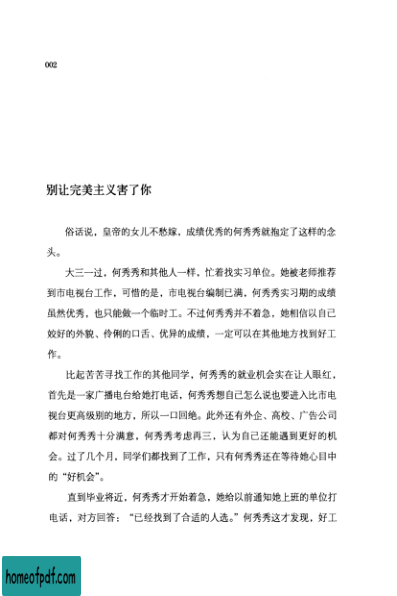 002
别让完美主义害了你
俗话说，皇帝的女儿不愁嫁，成绩优秀的何秀秀就抱定了这样的念
头。
大三一过，何秀秀和其他人一样，忙着找实习单位。她被老师推荐
到市电视台工作，可惜的是，市电视台编制已满，何秀秀实习期的成绩
虽然优秀，也只能做一个临时工。不过何秀秀并不着急，她相信以自己
姣好的外貌、伶俐的口舌、优异的成绩，一定可以在其他地方找到好工
作。
比起苦苦寻找工作的其他同学，何秀秀的就业机会实在让人眼红，
首先是一家广播电台给她打电话，何秀秀想自己怎么说也要进入比市电
视台更高级别的地方，所以一口回绝。此外还有外企、高校、广告公司
都对何秀秀十分满意，何秀秀考虑再三，认为自己还能遇到更好的机
会。过了几个月，同学们都找到了工作，只有何秀秀还在等待她心目中
的“好机会”。
直到毕业将近，何秀秀才开始着急，她给以前通知她上班的单位打
电话，对方回答：“已经找到了合适的人选。”何秀秀这才发现，好工
homeofpdf.com